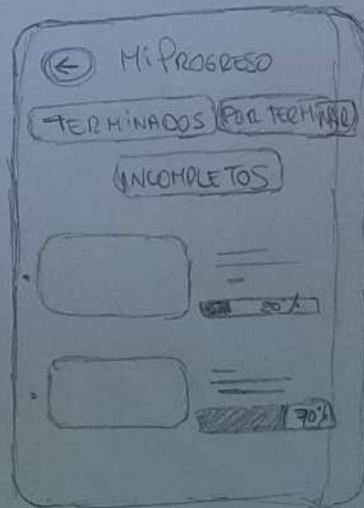 Mi PROGRESO
TERMINADOS POR TERMINAR
INCOMPLETOS
20%
70%